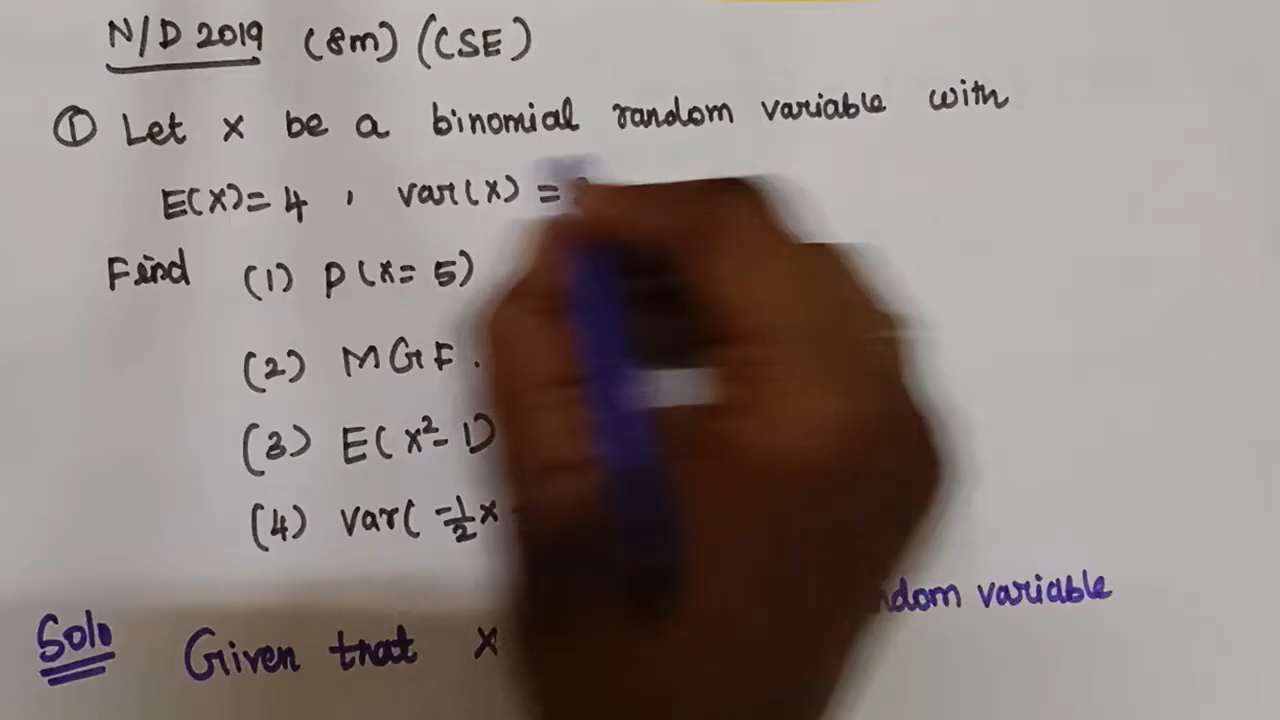 N/D 2019 (8m) (CSE)
① Let x be a binomial random variable with
E(X)= 4 , var(x) =
Find (1) P(x= 5)
(2) MGF.
(3) E(x²-1)
(4) var( -½x
Soln Given that x variable